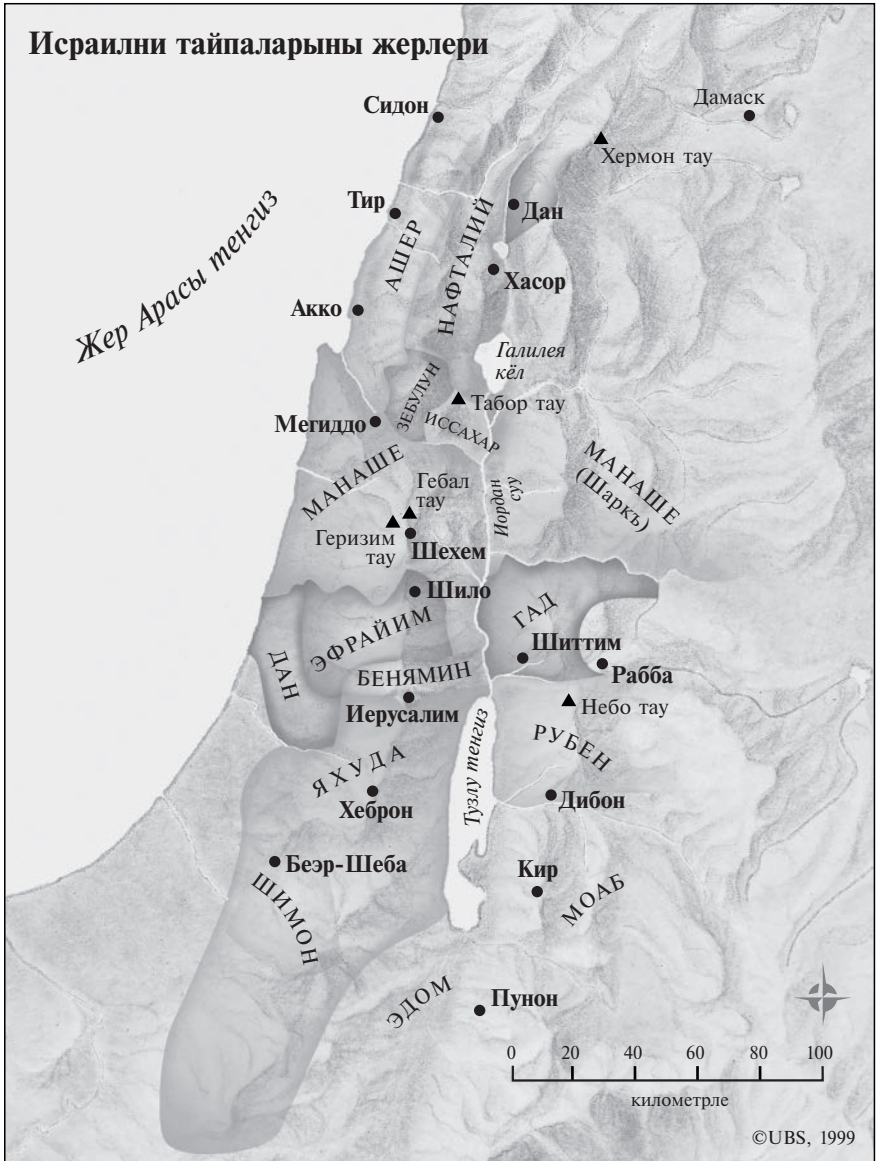 Исраилни тайпаларыны жерлери
Сидон
Дамаск
Хермон тау
Тир
Дан
АШЕР
НАФТАЛИЙ
Хасор
Жер Арасы тенгиз
Акко
Галилея
кёл
ЗЕБУЛУН
Табор тау
ИССАХАР
Мегиддо
МАНАШЕ
МАНАШЕ
(Шаркъ)
Гебал
тау
Иордан
суу
Геризим
тау
Шехем
Шило
ГАД
ЭФРАЙИМ
ДАН
Шиттим
Рабба
БЕНЯМИН
Иерусалим
Небо тау
РУБЕН
Тузлу тенгиз
ЯХУДА
Хеброн
Дибон
Беэр-Шеба
Кир
МОАБ
ШИМОН
ЭДОМ
Пунон
0 20 40 60 80 100
километрле
©UBS, 1999